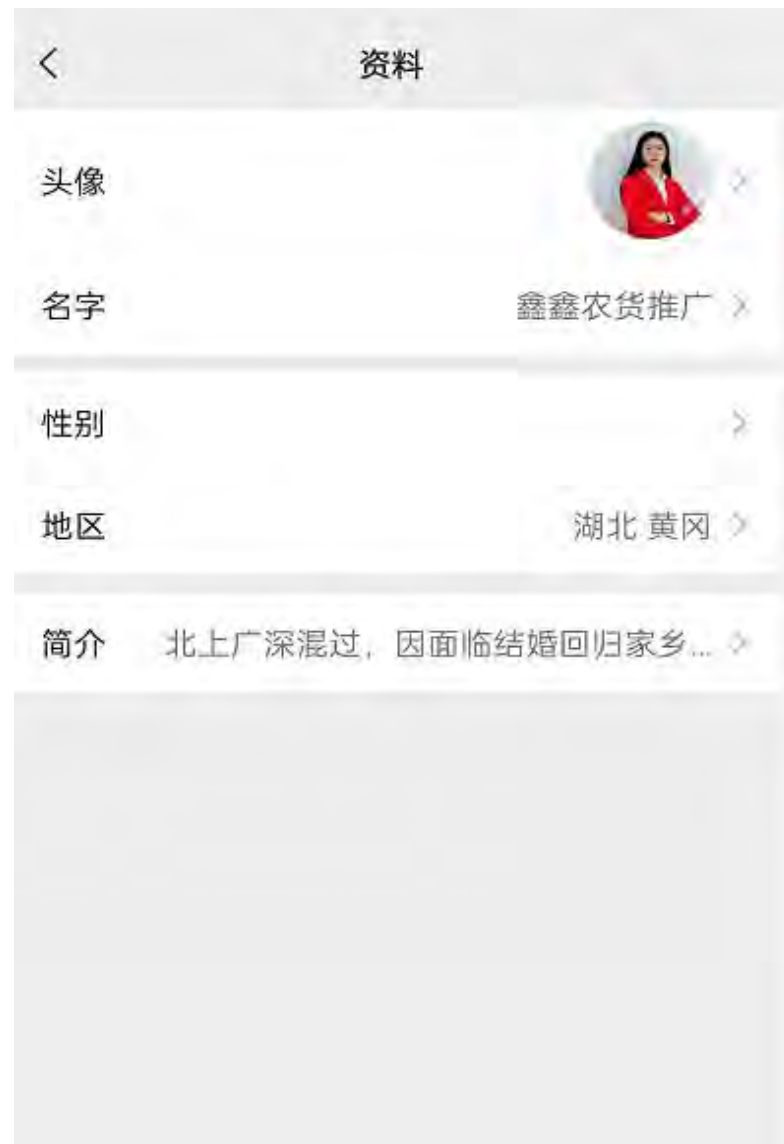 资料
头像
名字 鑫鑫农货推广
性别
地区 湖北 黄冈
简介 北上广深混过，因面临结婚回归家乡...